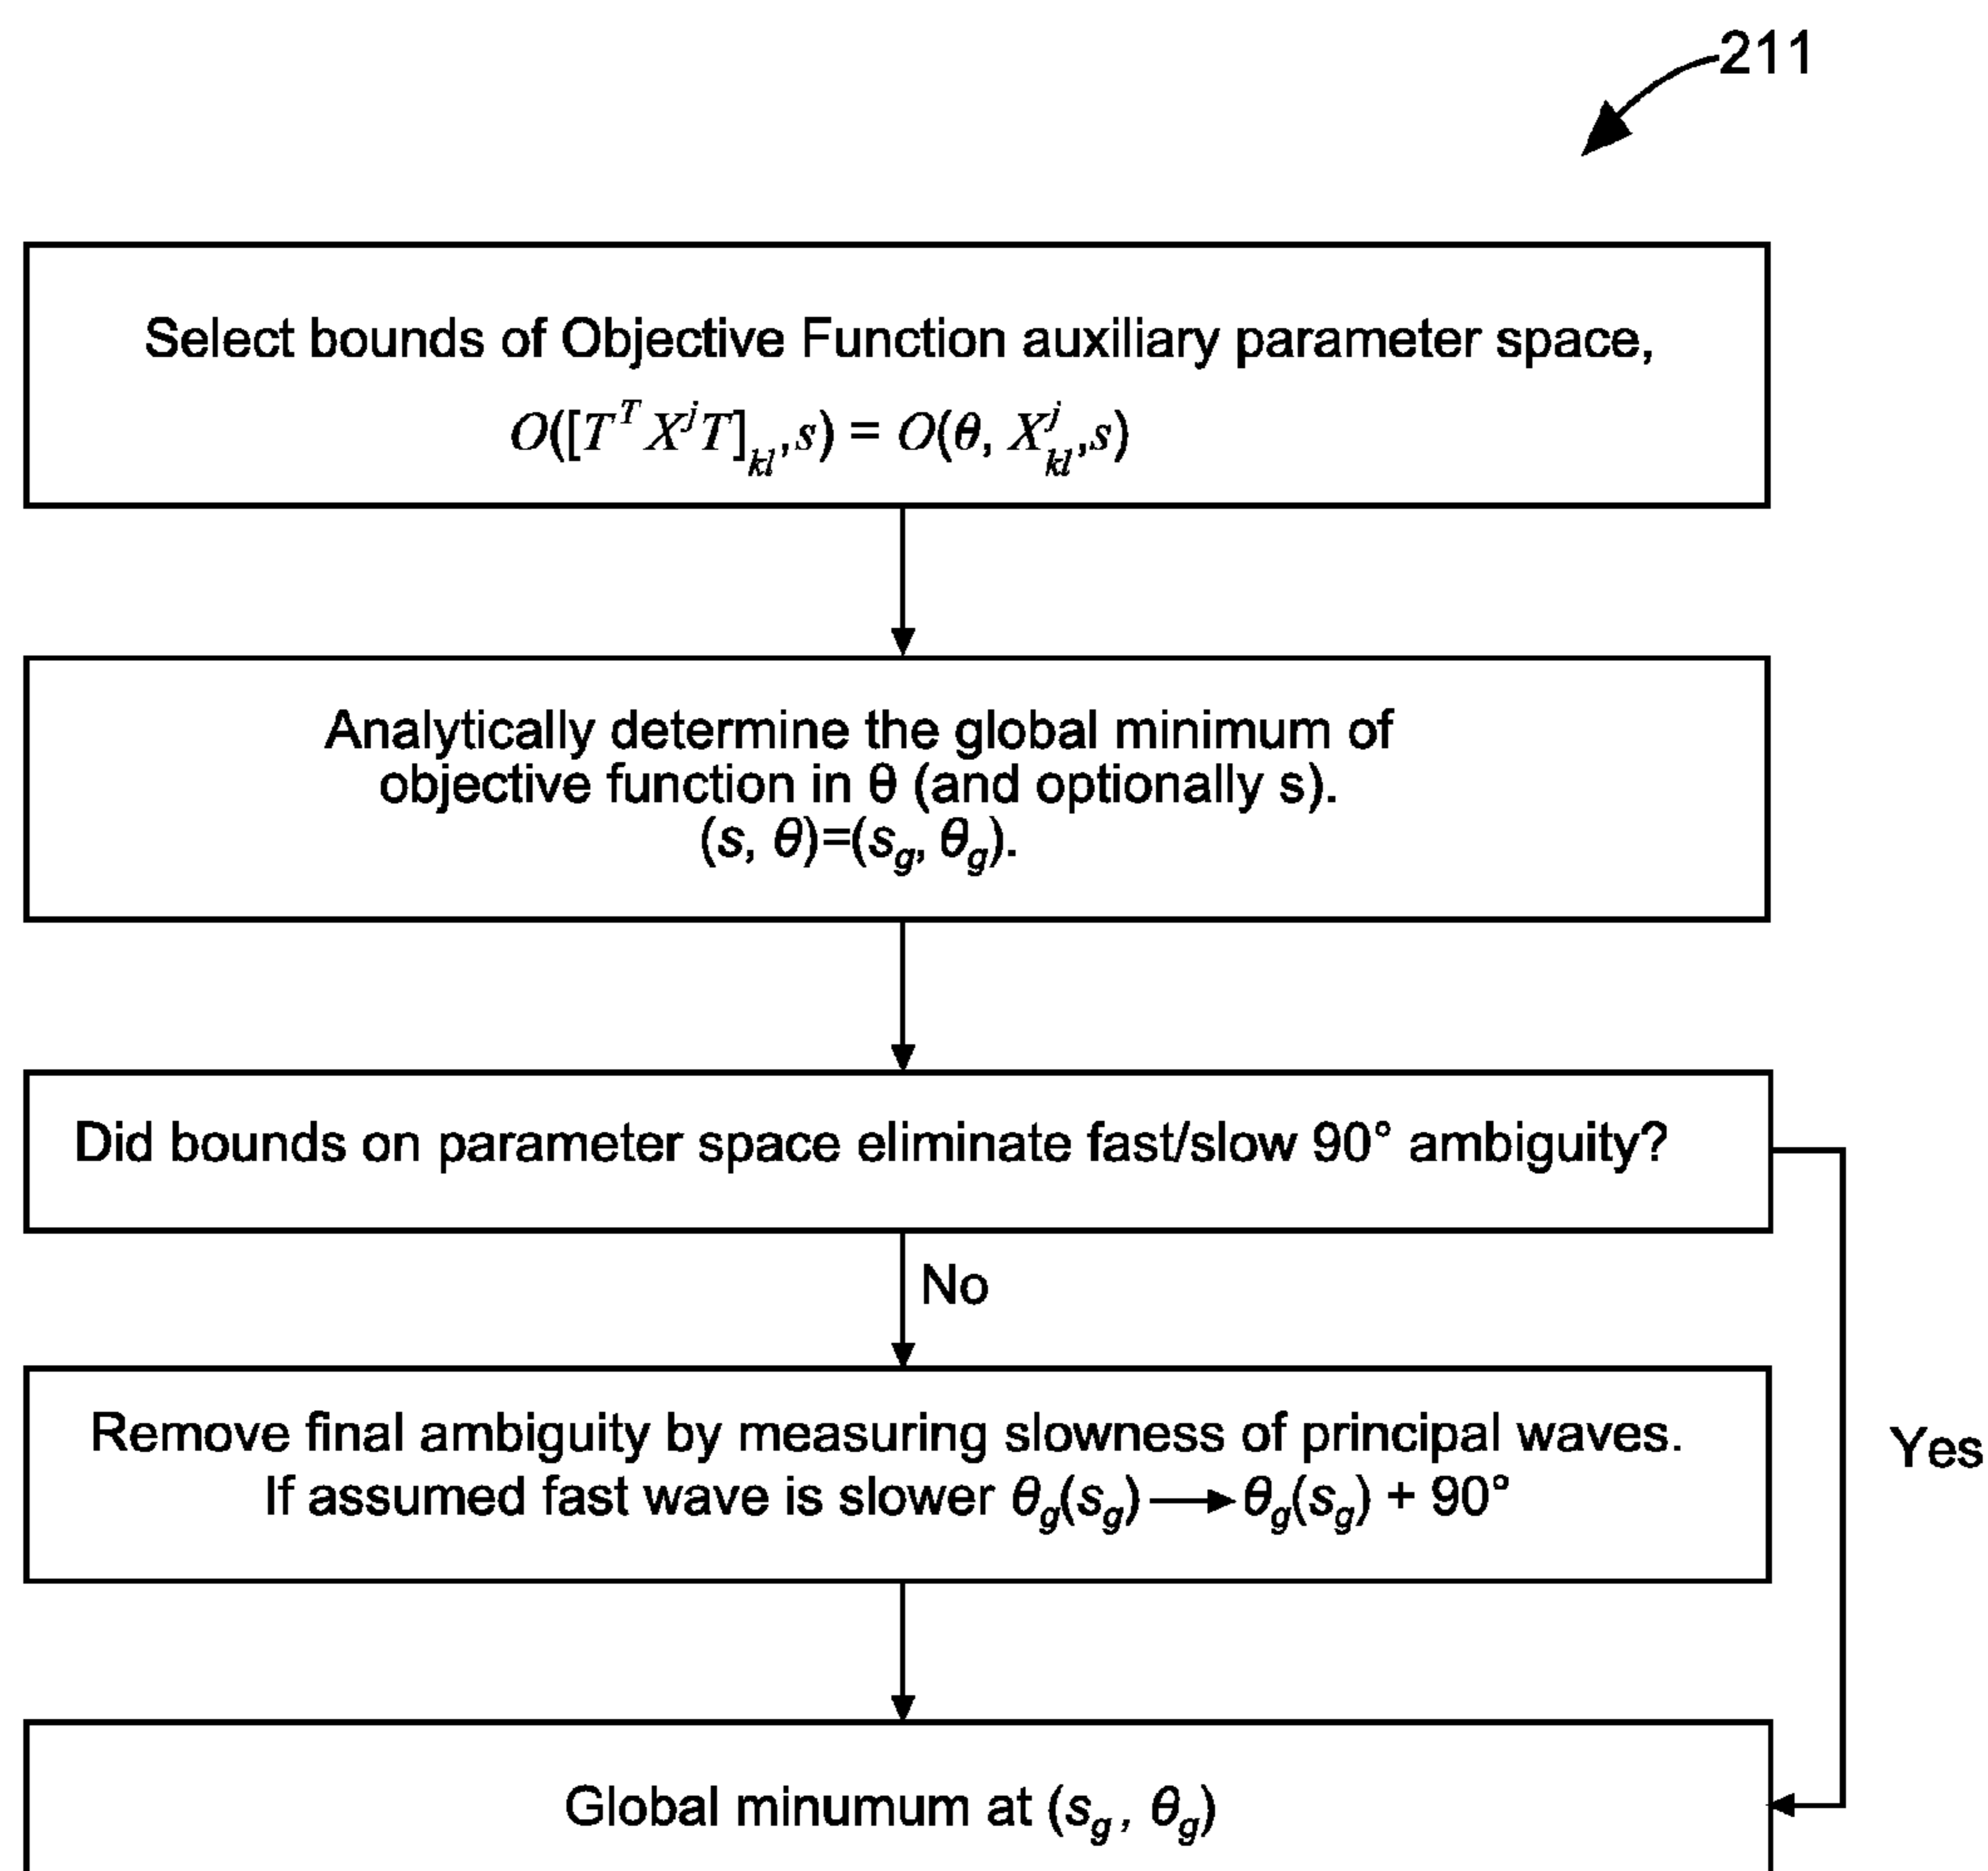 211
Select bounds of Objective Function auxiliary parameter space,
O([T^T X^j T]_kl, s) = O(θ, X^j_kl, s)
Analytically determine the global minimum of
objective function in θ (and optionally s).
(s, θ)=(s_g, θ_g).
Did bounds on parameter space eliminate fast/slow 90° ambiguity?
No
Remove final ambiguity by measuring slowness of principal waves.
If assumed fast wave is slower θ_g(s_g) → θ_g(s_g) + 90°
Yes
Global minumum at (s_g, θ_g)